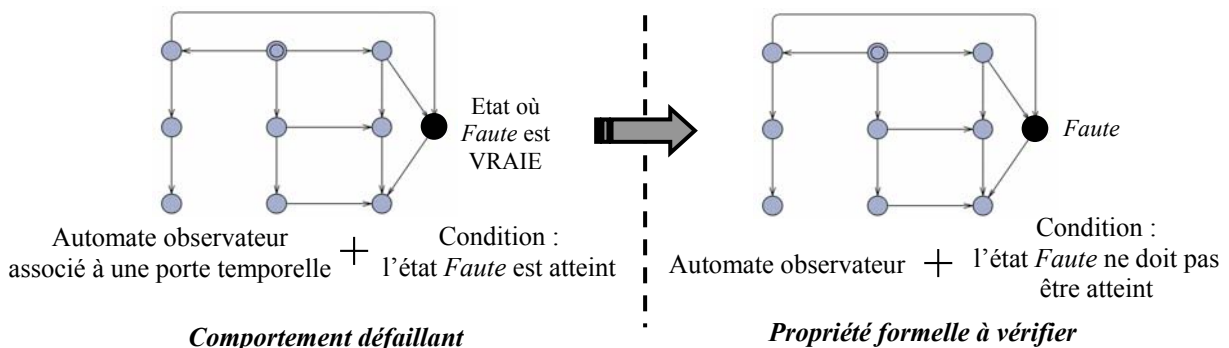 Etat où
Faute est
VRAIE
Automate observateur
associé à une porte temporelle
+
Condition :
l'état Faute est atteint
Comportement défaillant
Faute
Automate observateur
+
Condition :
l'état Faute ne doit pas
être atteint
Propriété formelle à vérifier